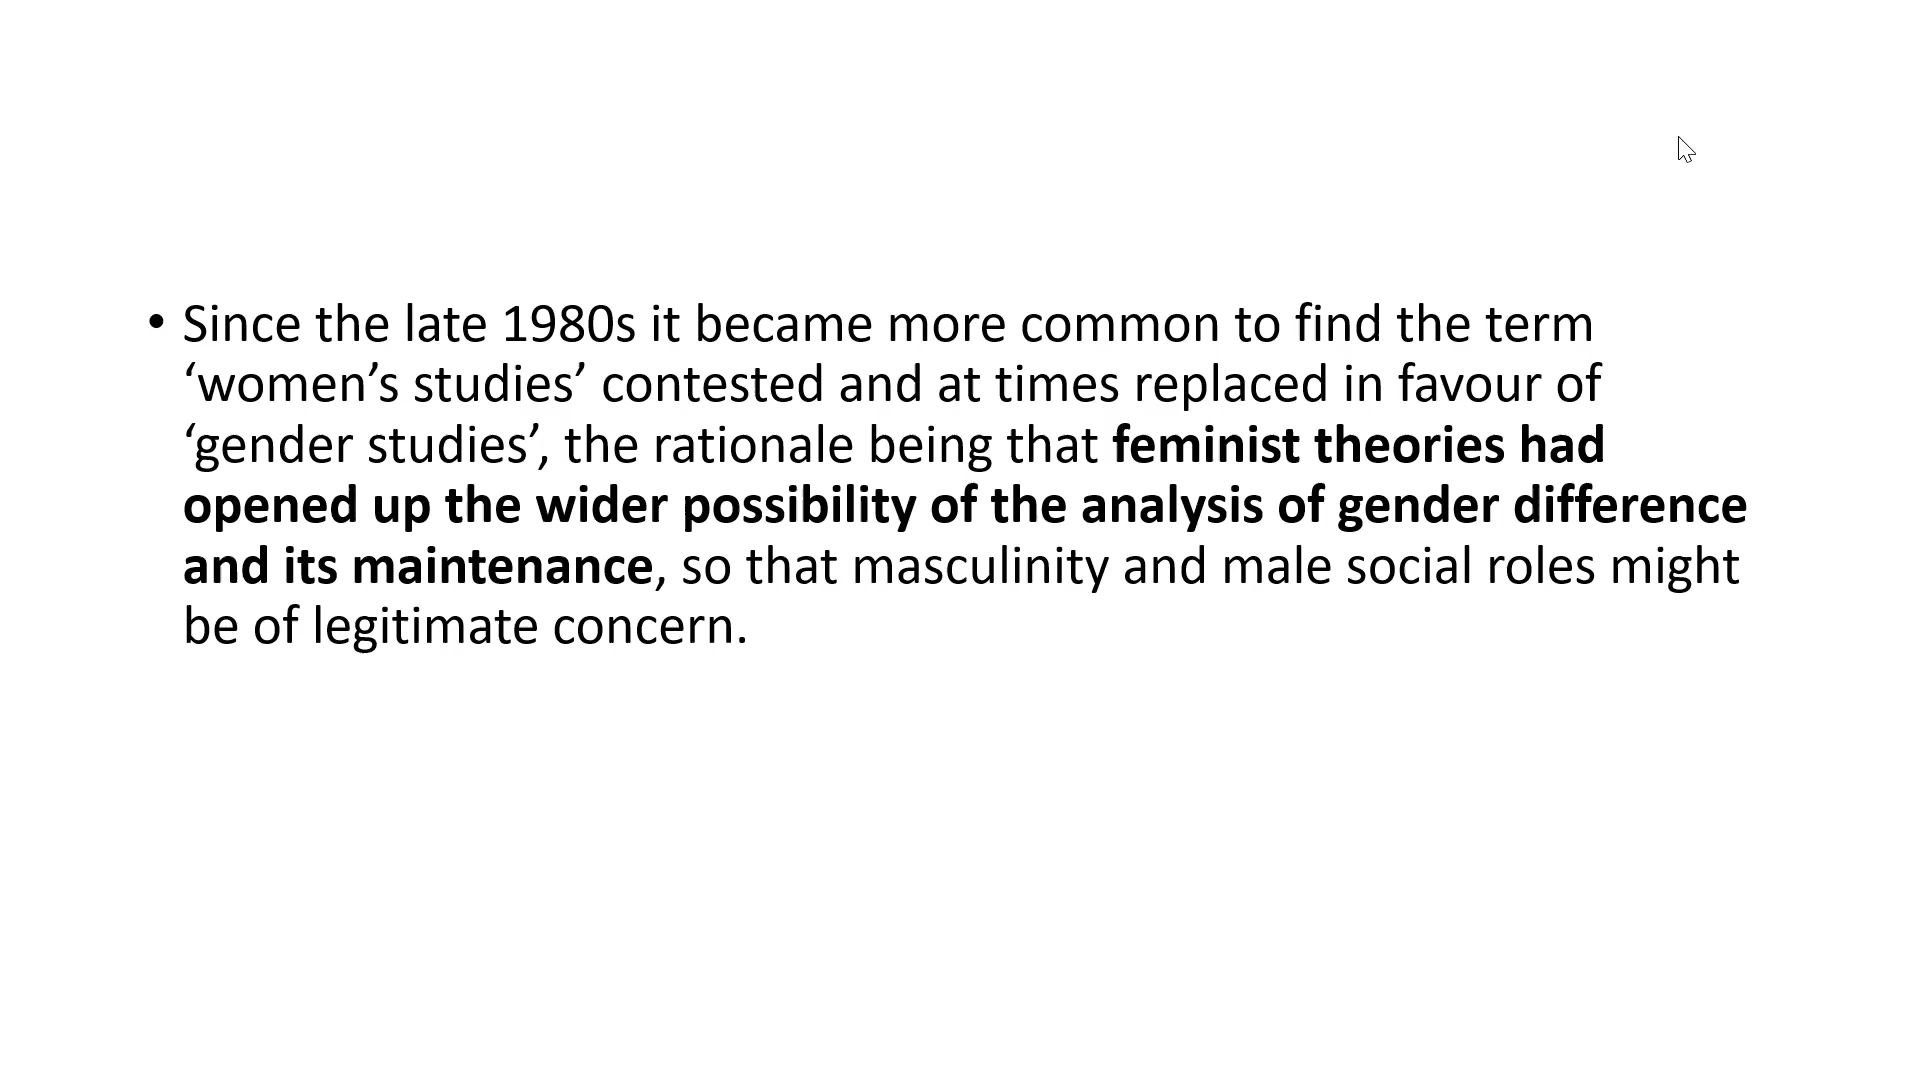 • Since the late 1980s it became more common to find the term
‘women’s studies’ contested and at times replaced in favour of
‘gender studies’, the rationale being that feminist theories had
opened up the wider possibility of the analysis of gender difference
and its maintenance, so that masculinity and male social roles might
be of legitimate concern.